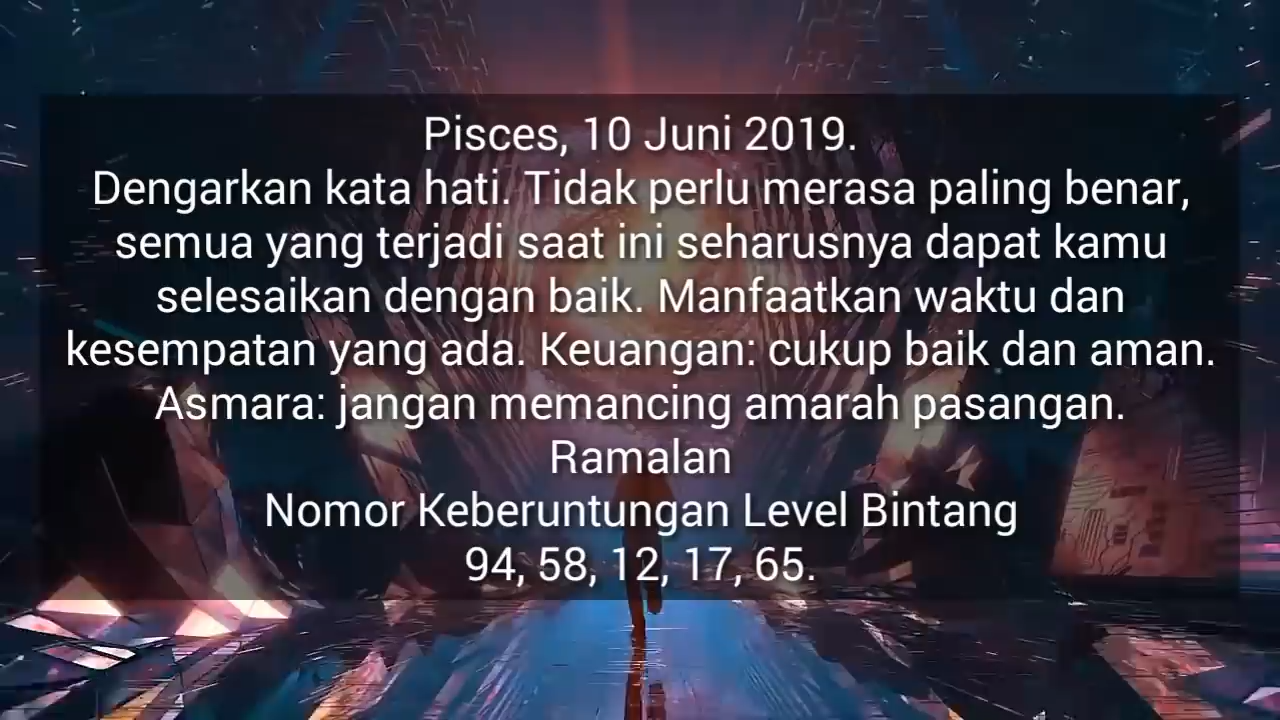 Pisces, 10 Juni 2019.
Dengarkan kata hati. Tidak perlu merasa paling benar,
semua yang terjadi saat ini seharusnya dapat kamu
selesaikan dengan baik. Manfaatkan waktu dan
kesempatan yang ada. Keuangan: cukup baik dan aman.
Asmara: jangan memancing amarah pasangan.
Ramalan
Nomor Keberuntungan Level Bintang
94, 58, 12, 17, 65.